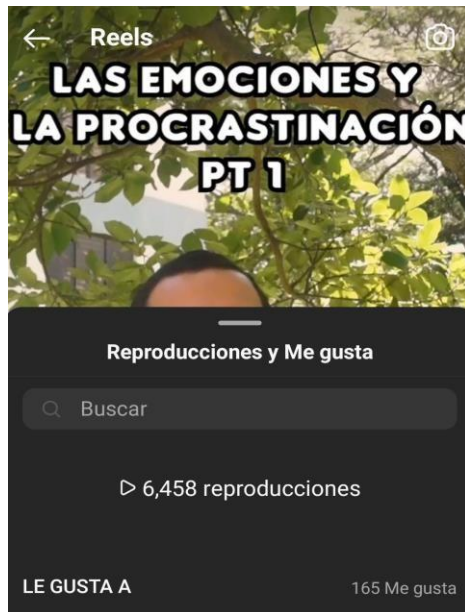 Reels
LAS EMOCIONES Y
LA PROCRASTINACIÓN
PT 1
Reproducciones y Me gusta
Buscar
6,458 reproducciones
LE GUSTA A 165 Me gusta